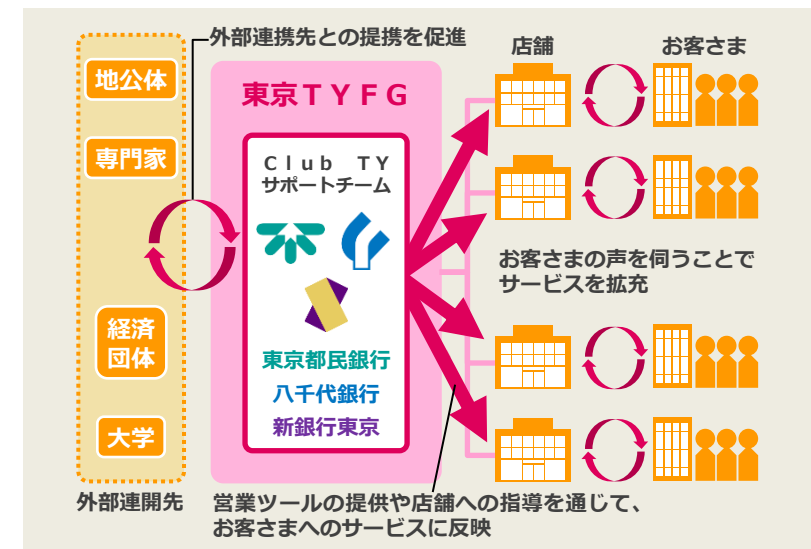 外部連携先との提携を促進
店舗
お客さま
地公体
専門家
経済
団体
大学
外部連開先
東京TYFG
Club TY
サポートチーム
東京都民銀行
八千代銀行
新銀行東京
お客さまの声を伺うことで
サービスを拡充
営業ツールの提供や店舗への指導を通じて、
お客さまへのサービスに反映